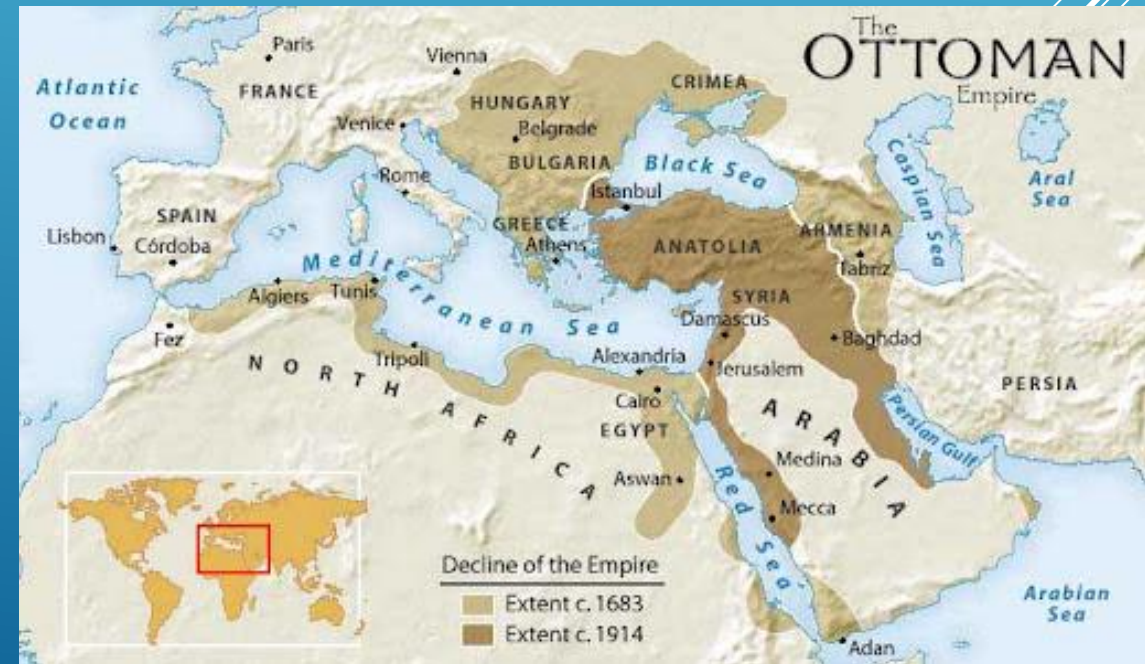 The
OTTOMAN
Empire
Paris
Vienna
Atlantic
Ocean
FRANCE
CRIMEA
HUNGARY
Venice
Belgrade
BULGARIA
Black Sea
Caspian Sea
Aral
Sea
Rome
Istanbul
SPAIN
Lisbon
Córdoba
GREECE
Athens
ANATOLIA
ARMENIA
Tabriz
Mediterranean Sea
Algiers
Tunis
SYRIA
Damascus
Baghdad
Fez
Tripoli
Alexandria
Jerusalem
NORTH AFRICA
Cairo
PERSIA
EGYPT
ARABIA
Persian Gulf
Aswan
Medina
Red Sea
Mecca
Decline of the Empire
Extent c. 1683
Extent c. 1914
Arabian
Sea
Adan